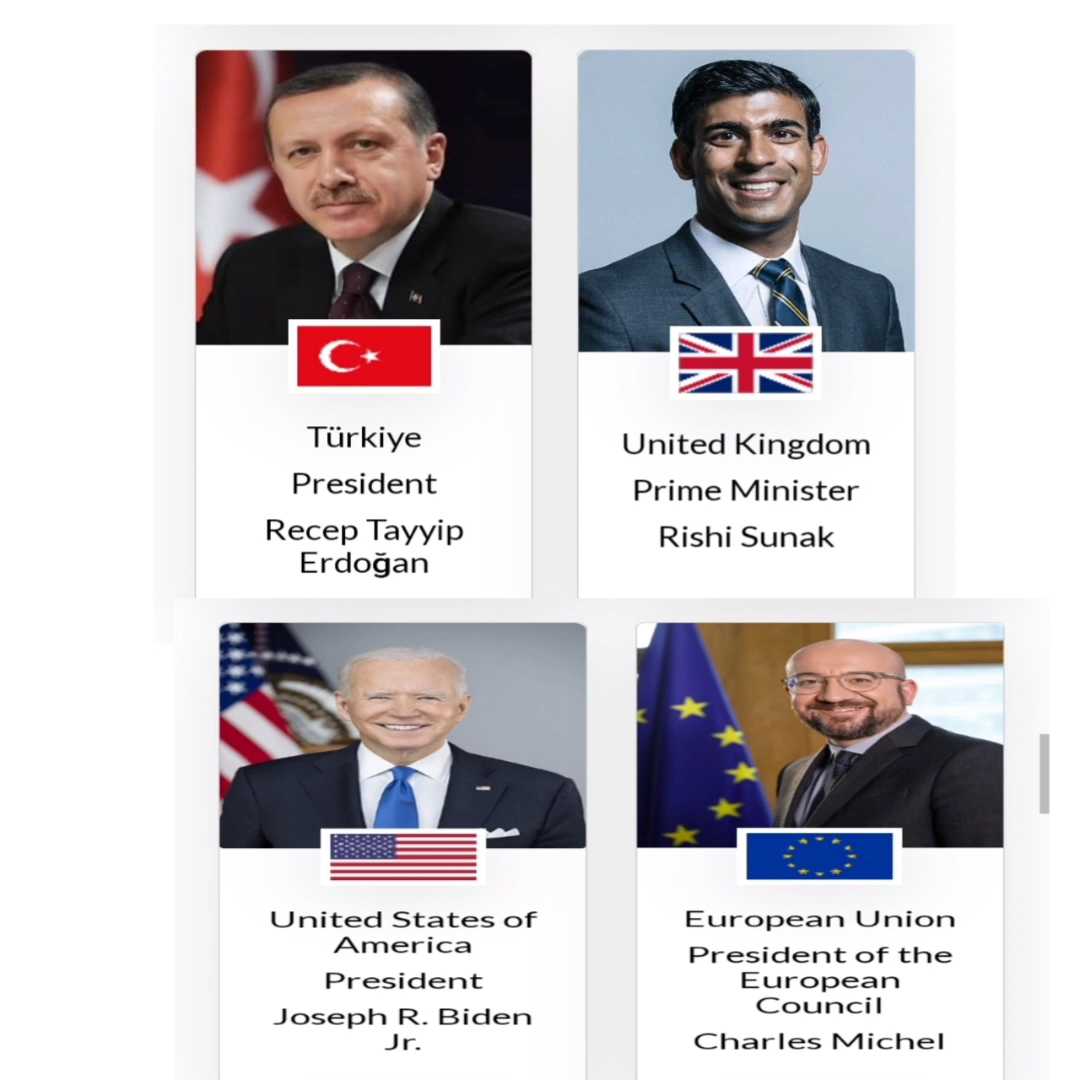 Türkiye
President
Recep Tayyip
Erdoğan
United Kingdom
Prime Minister
Rishi Sunak
United States of
America
President
Joseph R. Biden
Jr.
European Union
President of the
European
Council
Charles Michel